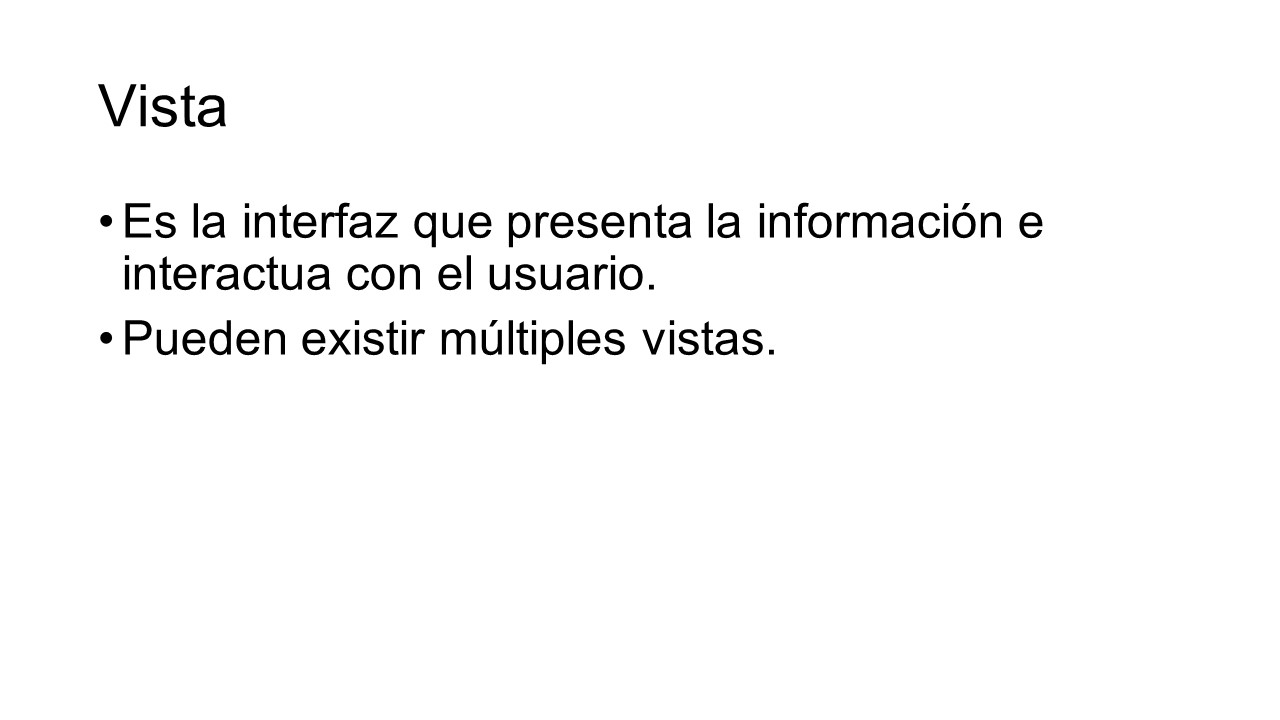 Vista
•Es la interfaz que presenta la información e
interactua con el usuario.
•Pueden existir múltiples vistas.